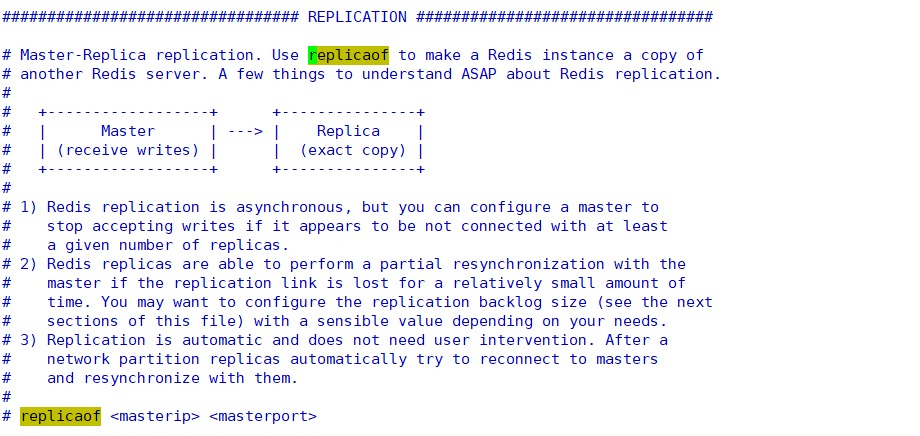 ################################# REPLICATION #################################

# Master-Replica replication. Use replicaof to make a Redis instance a copy of
# another Redis server. A few things to understand ASAP about Redis replication.
#
#   +------------------+      +---------------+
#   |      Master      | ---> |    Replica    |
#   | (receive writes) |      |  (exact copy) |
#   +------------------+      +---------------+
#
# 1) Redis replication is asynchronous, but you can configure a master to
#    stop accepting writes if it appears to be not connected with at least
#    a given number of replicas.
# 2) Redis replicas are able to perform a partial resynchronization with the
#    master if the replication link is lost for a relatively small amount of
#    time. You may want to configure the replication backlog size (see the next
#    sections of this file) with a sensible value depending on your needs.
# 3) Replication is automatic and does not need user intervention. After a
#    network partition replicas automatically try to reconnect to masters
#    and resynchronize with them.
#
# replicaof <masterip> <masterport>